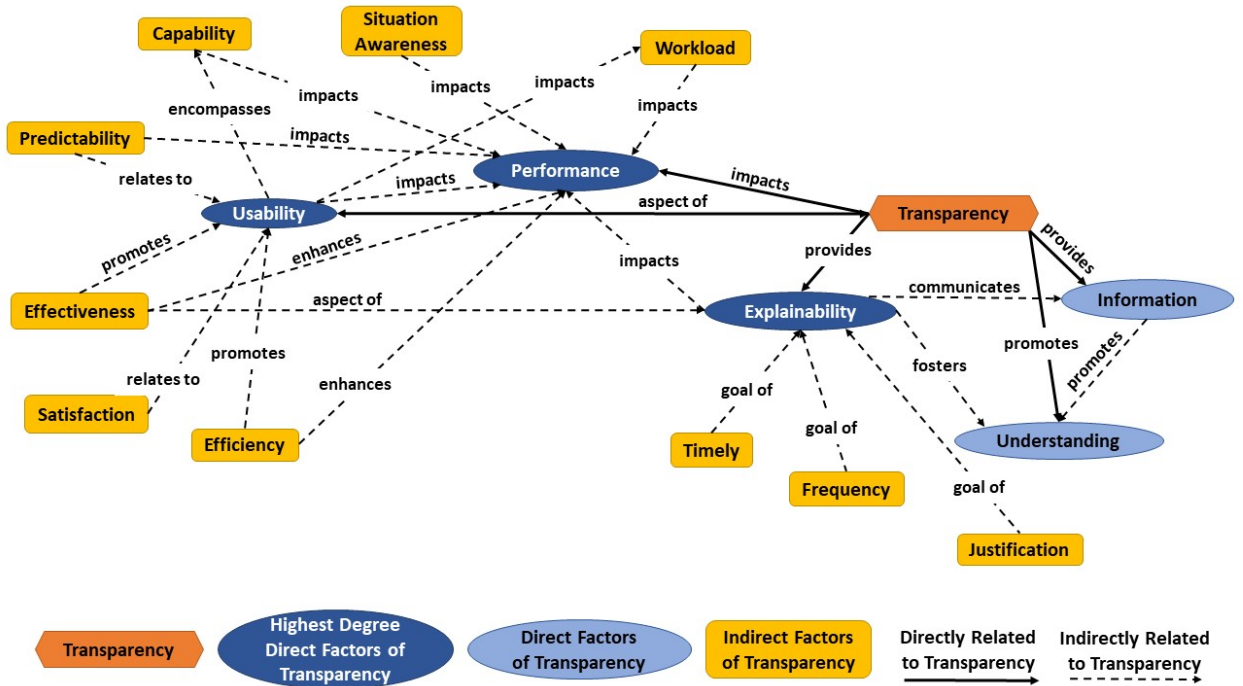 Capability
Situation
Awareness
Workload
impacts
impacts
impacts
impacts
encompasses
Predictability
impacts
relates to
Performance
impacts
impacts
Usability
aspect of
Transparency
promotes
enhances
impacts
provides
provides
Effectiveness
aspect of
communicates
Explainability
Information
promotes
enhances
relates to
goal of
fosters
promotes
promotes
Satisfaction
Efficiency
Timely
goal of
Understanding
Frequency
goal of
Justification
Transparency
Highest Degree
Direct Factors of
Transparency
Direct Factors
of Transparency
Indirect Factors
of Transparency
Directly Related
to Transparency
Indirectly Related
to Transparency